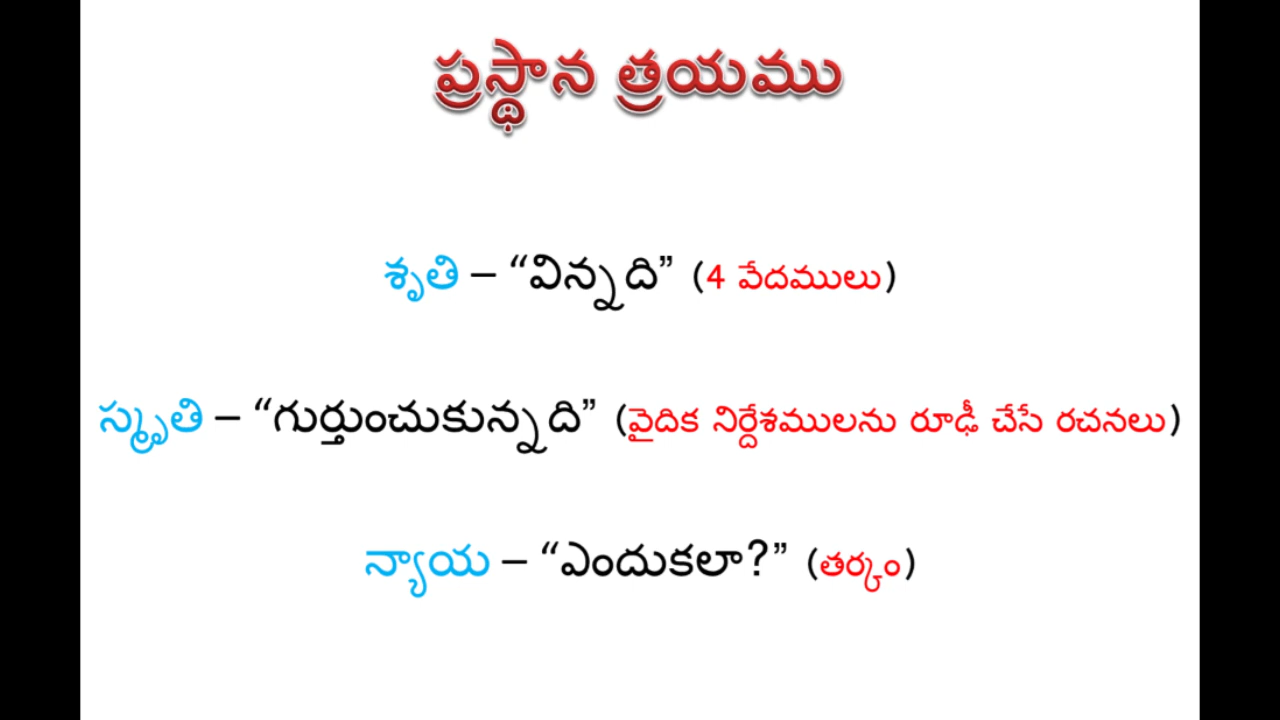 ప్రస్థాన త్రయము
శృతి – “విన్నది” (4 వేదములు)
స్మృతి – “గుర్తుంచుకున్నది” (వైదిక నిర్దేశములను రూఢీ చేసే రచనలు)
న్యాయ – “ఎందుకలా?” (తర్కం)